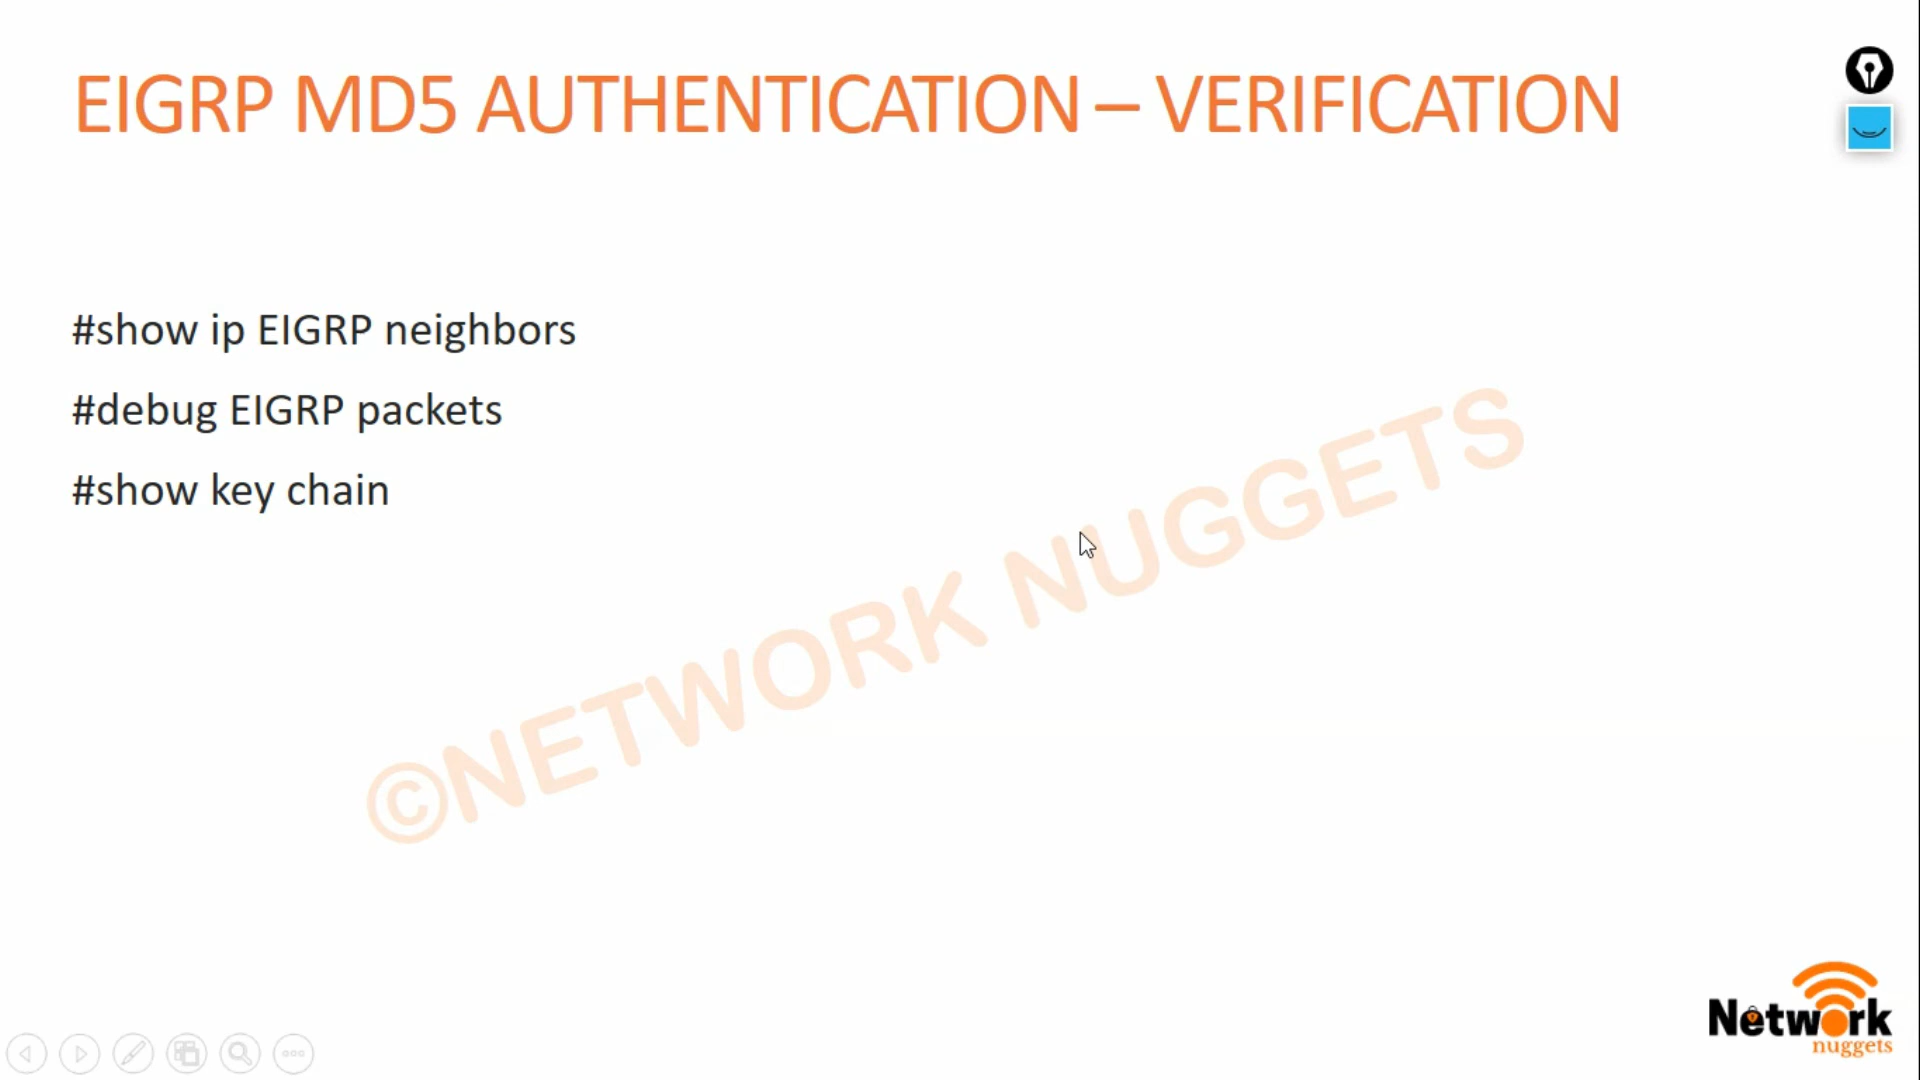 EIGRP MD5 AUTHENTICATION – VERIFICATION
#show ip EIGRP neighbors
#debug EIGRP packets
#show key chain
©NETWORK NUGGETS
Network
nuggets